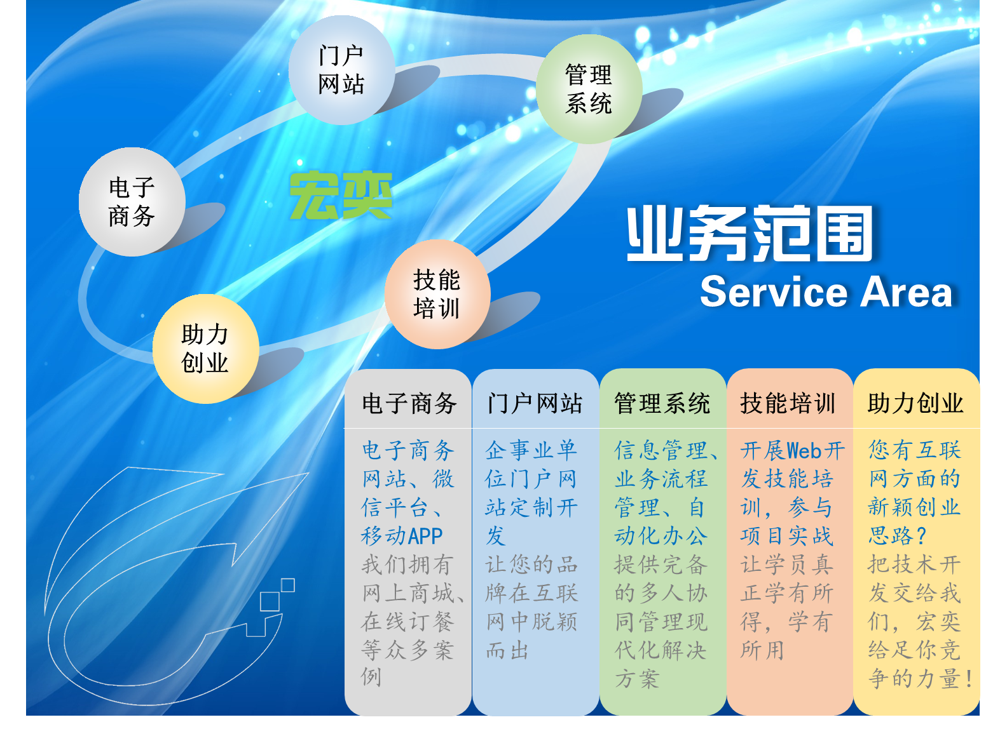 门户
网站
管理
系统
电子
商务
宏奕
技能
培训
助力
创业
业务范围
Service Area
电子商务
电子商务
网站、微
信平台、
移动APP
我们拥有
网上商城、
在线订餐
等众多案
例
门户网站
企事业单
位门户网
站定制开
发
让您的品
牌在互联
网中脱颖
而出
管理系统
信息管理、
业务流程
管理、自
动化办公
提供完备
的多人协
同管理现
代化解决
方案
技能培训
开展Web开
发技能培
训，参与
项目实战
让学员真
正学有所
得，学有
所用
助力创业
您有互联
网方面的
新颖创业
思路？
把技术开
发交给我
们，宏奕
给足你竞
争的力量！